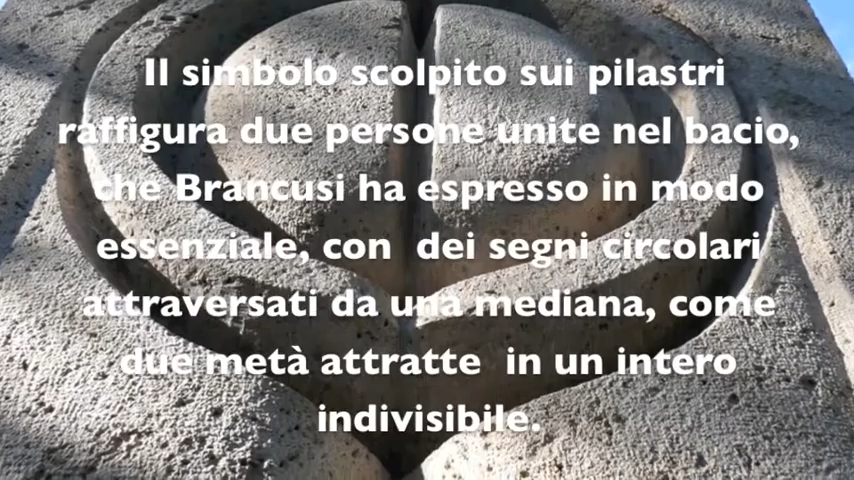 Il simbolo scolpito sui pilastri
raffigura due persone unite nel bacio,
che Brancusi ha espresso in modo
essenziale, con dei segni circolari
attraversati da una mediana, come
due metà attratte in un intero
indivisibile.